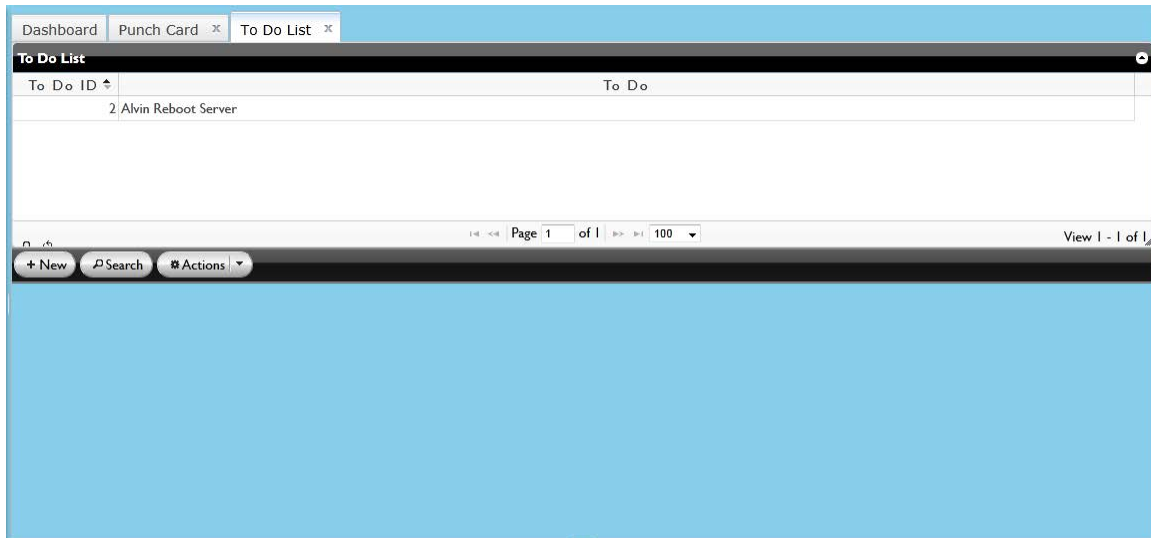 Dashboard Punch Card x To Do List x
To Do List
To Do ID To Do
2 Alvin Reboot Server
Page 1 of 1 100
View 1 - 1 of 1
+ New Search Actions